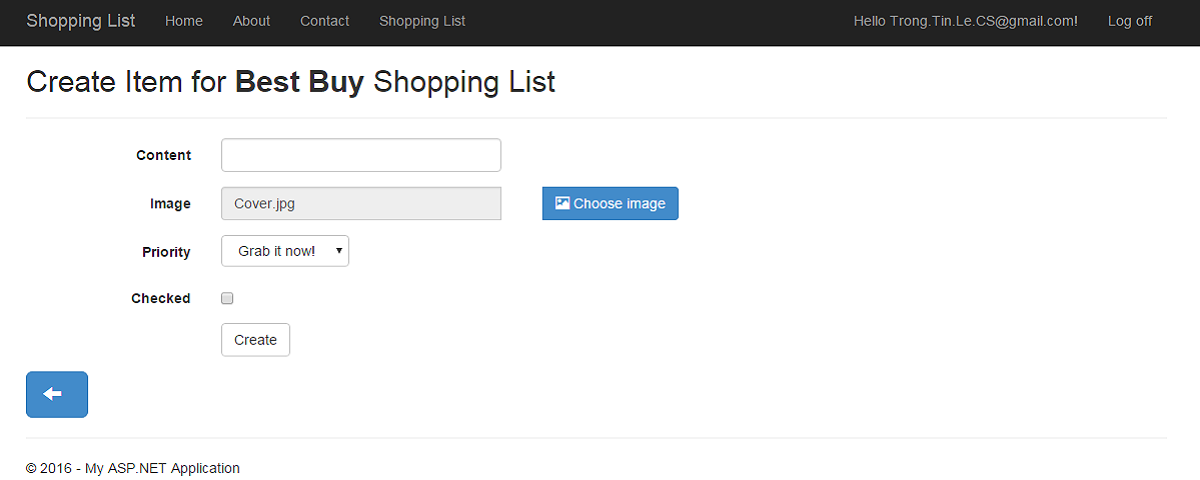 Shopping List Home About Contact Shopping List Hello Trong.Tin.Le.CS@gmail.com! Log off
Create Item for Best Buy Shopping List
Content
Image Cover.jpg Choose image
Priority Grab it now!
Checked
Create
© 2016 - My ASP.NET Application